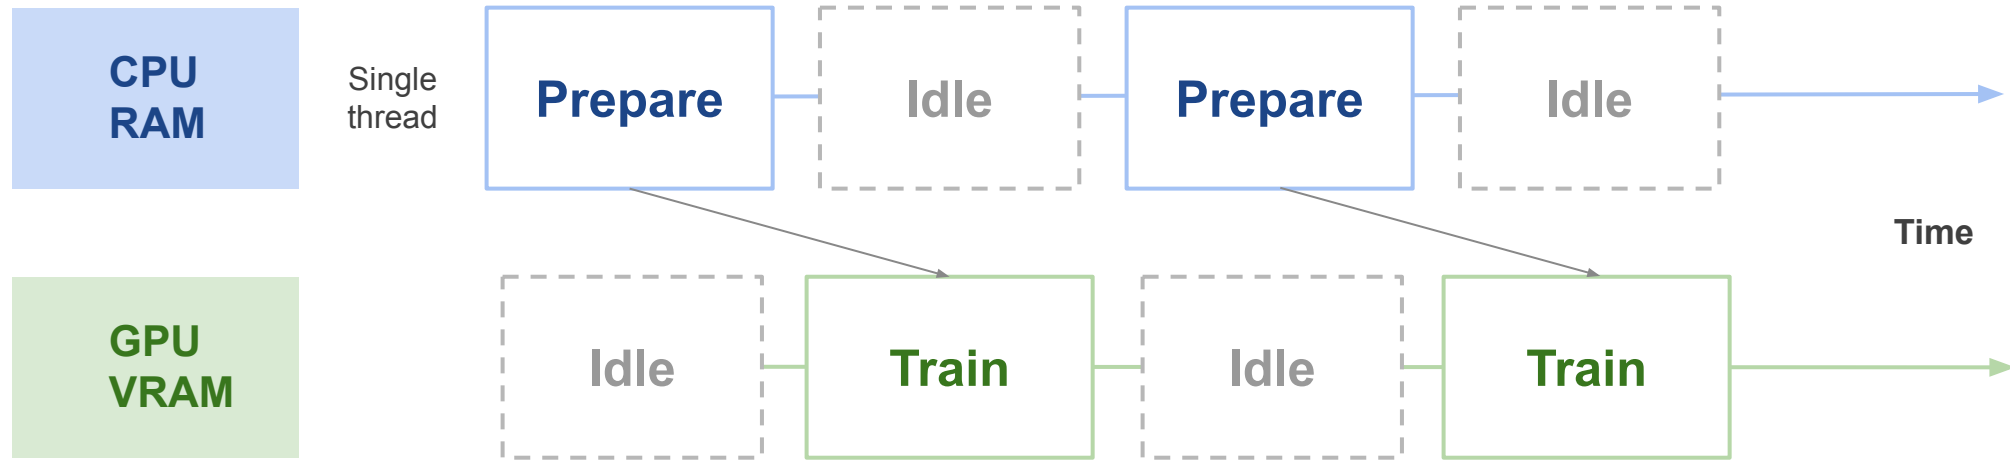 CPU
RAM
Single
thread
Prepare
Idle
Prepare
Idle
Time
GPU
VRAM
Idle
Train
Idle
Train